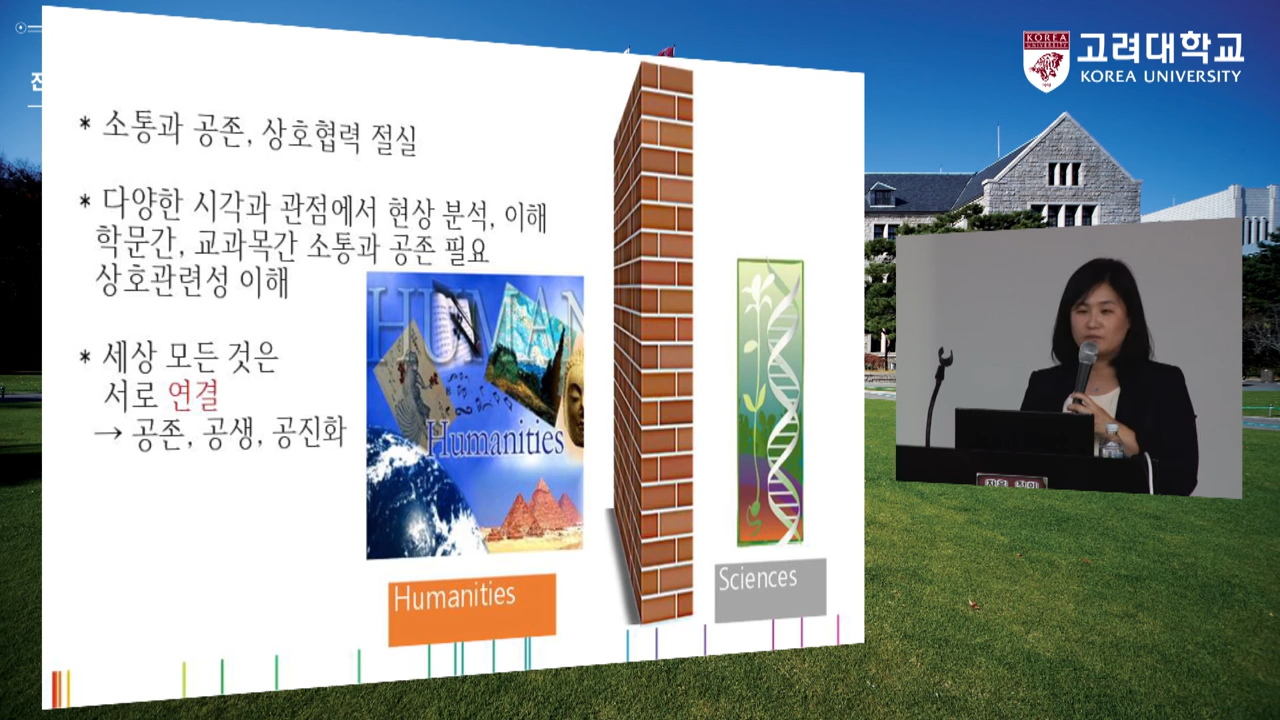 고려대학교
KOREA UNIVERSITY
KOREA
UNIVERSITY
* 소통과 공존, 상호협력 절실
* 다양한 시각과 관점에서 현상 분석, 이해
학문간, 교과목간 소통과 공존 필요
상호관련성 이해
* 세상 모든 것은
서로 연결
→ 공존, 공생, 공진화
HUMAN
Humanities
Humanities
Sciences